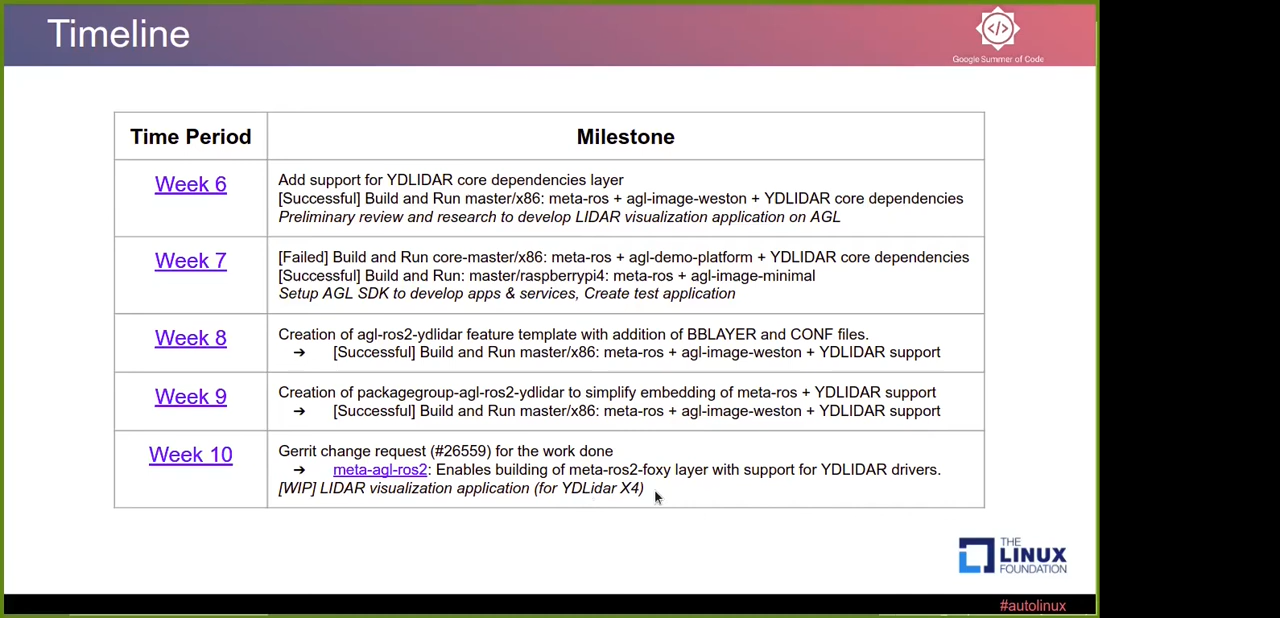 Timeline
</>
Google Summer of Code
Time Period
Milestone
Week 6
Add support for YDLIDAR core dependencies layer
[Successful] Build and Run master/x86: meta-ros + agl-image-weston + YDLIDAR core dependencies
Preliminary review and research to develop LIDAR visualization application on AGL
Week 7
[Failed] Build and Run core-master/x86: meta-ros + agl-demo-platform + YDLIDAR core dependencies
[Successful] Build and Run: master/raspberrypi4: meta-ros + agl-image-minimal
Setup AGL SDK to develop apps & services, Create test application
Week 8
Creation of agl-ros2-ydlidar feature template with addition of BBLAYER and CONF files.
➔ [Successful] Build and Run master/x86: meta-ros + agl-image-weston + YDLIDAR support
Week 9
Creation of packagegroup-agl-ros2-ydlidar to simplify embedding of meta-ros + YDLIDAR support
➔ [Successful] Build and Run master/x86: meta-ros + agl-image-weston + YDLIDAR support
Week 10
Gerrit change request (#26559) for the work done
➔ meta-agl-ros2: Enables building of meta-ros2-foxy layer with support for YDLIDAR drivers.
[WIP] LIDAR visualization application (for YDLidar X4)
THE
LINUX
FOUNDATION
#autolinux